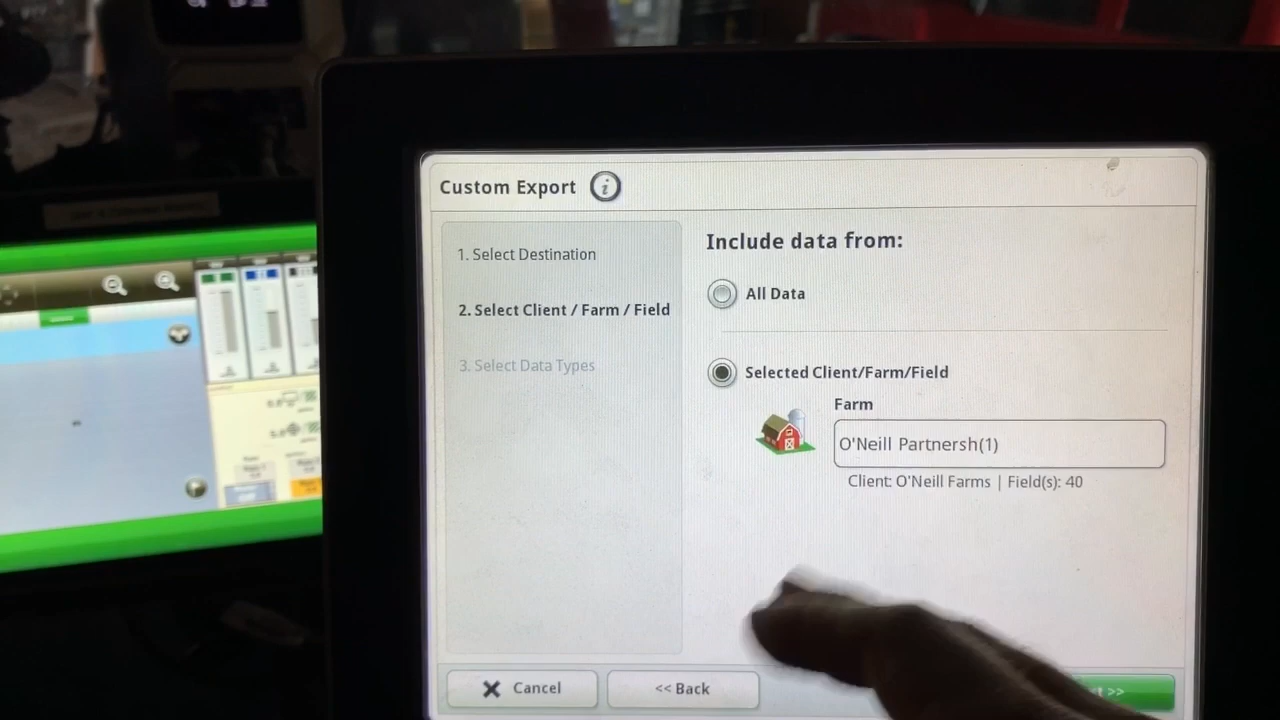 Custom Export
1. Select Destination
2. Select Client / Farm / Field
3. Select Data Types
Include data from:
All Data
Selected Client/Farm/Field
Farm
O'Neill Partnersh(1)
Client: O'Neill Farms | Field(s): 40
Cancel
<< Back
>>